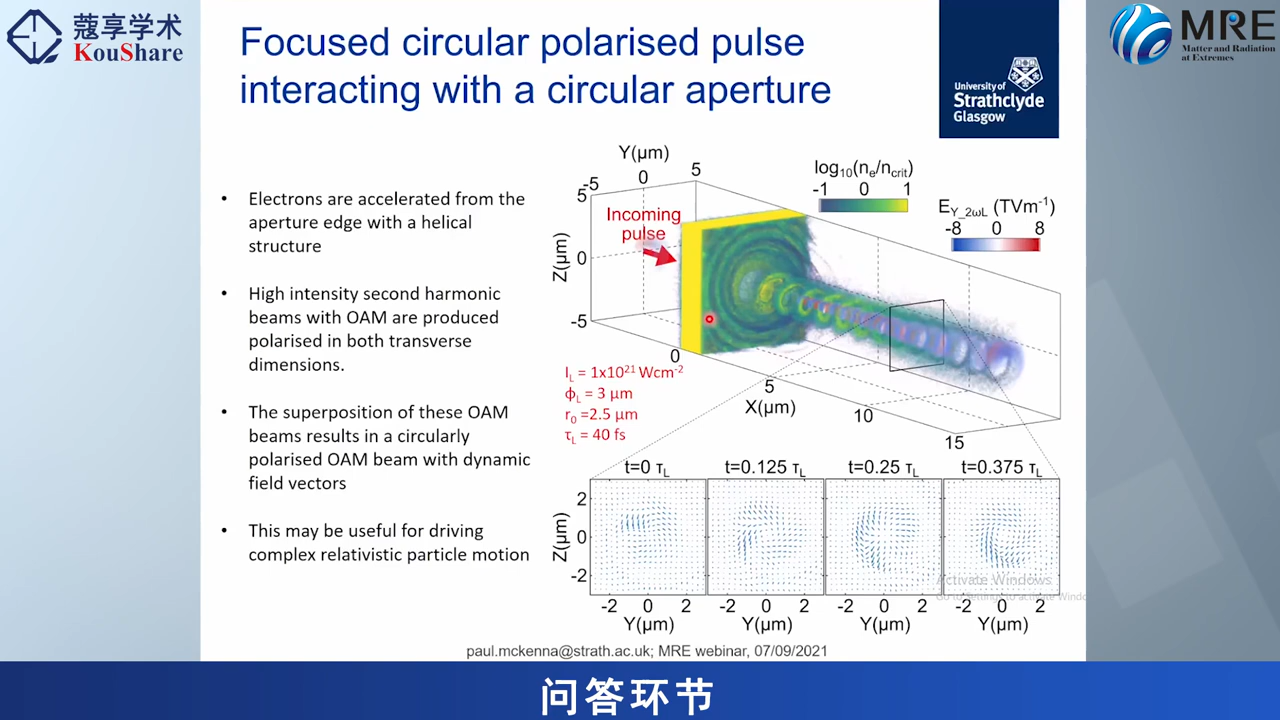 蔻享学术
KouShare
Focused circular polarised pulse
interacting with a circular aperture
University of
Strathclyde
Glasgow
MRE
Matter and Radiation
at Extremes
• Electrons are accelerated from the
aperture edge with a helical
structure
• High intensity second harmonic
beams with OAM are produced
polarised in both transverse
dimensions.
• The superposition of these OAM
beams results in a circularly
polarised OAM beam with dynamic
field vectors
• This may be useful for driving
complex relativistic particle motion
Y(μm)
-5 0 5
5
0
-5
Z(μm)
Incoming
pulse
log10(ne/ncrit)
-1 0 1
EY_2ωL (TVm-1)
-8 0 8
0
5
10
15
X(μm)
IL = 1x10²¹ Wcm⁻²
ϕL = 3 μm
r0 =2.5 μm
τL = 40 fs
t=0 τL t=0.125 τL t=0.25 τL t=0.375 τL
2
0
-2
Z(μm)
-2 0 2 -2 0 2 -2 0 2 -2 0 2
Y(μm) Y(μm) Y(μm) Y(μm)
Activate Windows
Go to Settings to activate Windo
paul.mckenna@strath.ac.uk; MRE webinar, 07/09/2021
问答环节